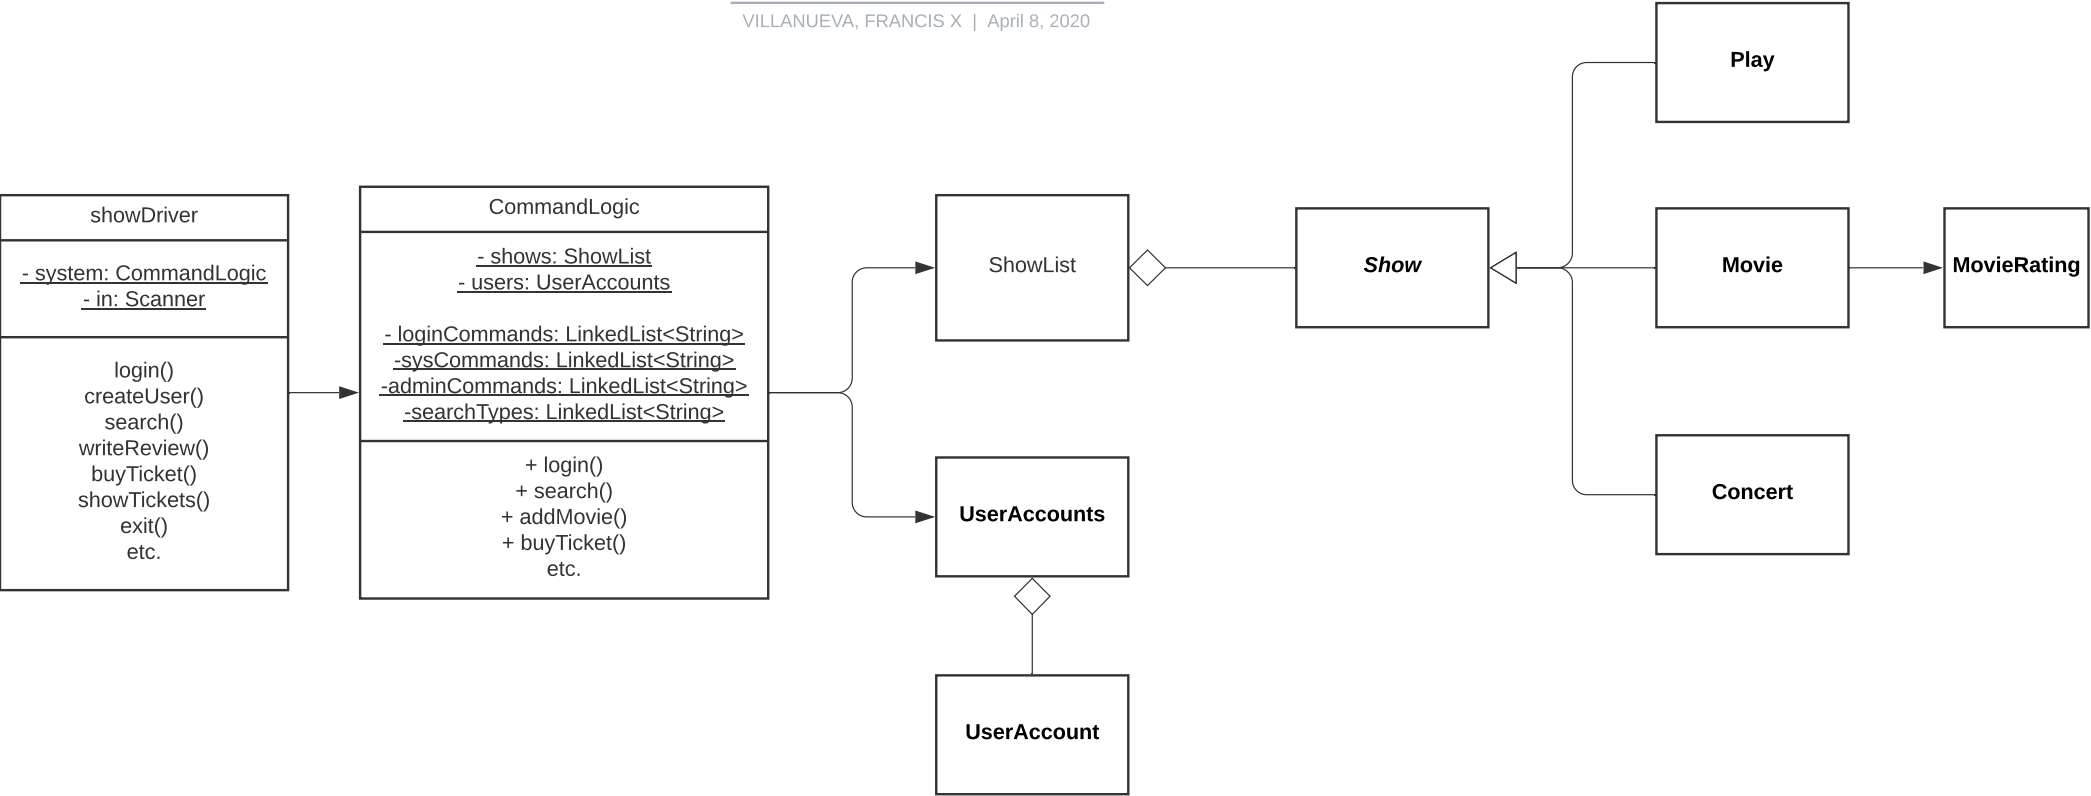 VILLANUEVA, FRANCIS X | April 8, 2020
showDriver
- system: CommandLogic
- in: Scanner
login()
createUser()
search()
writeReview()
buyTicket()
showTickets()
exit()
etc.
CommandLogic
- shows: ShowList
- users: UserAccounts
- loginCommands: LinkedList<String>
-sysCommands: LinkedList<String>
-adminCommands: LinkedList<String>
-searchTypes: LinkedList<String>
+ login()
+ search()
+ addMovie()
+ buyTicket()
etc.
ShowList
UserAccounts
UserAccount
Show
Play
Movie
Concert
MovieRating